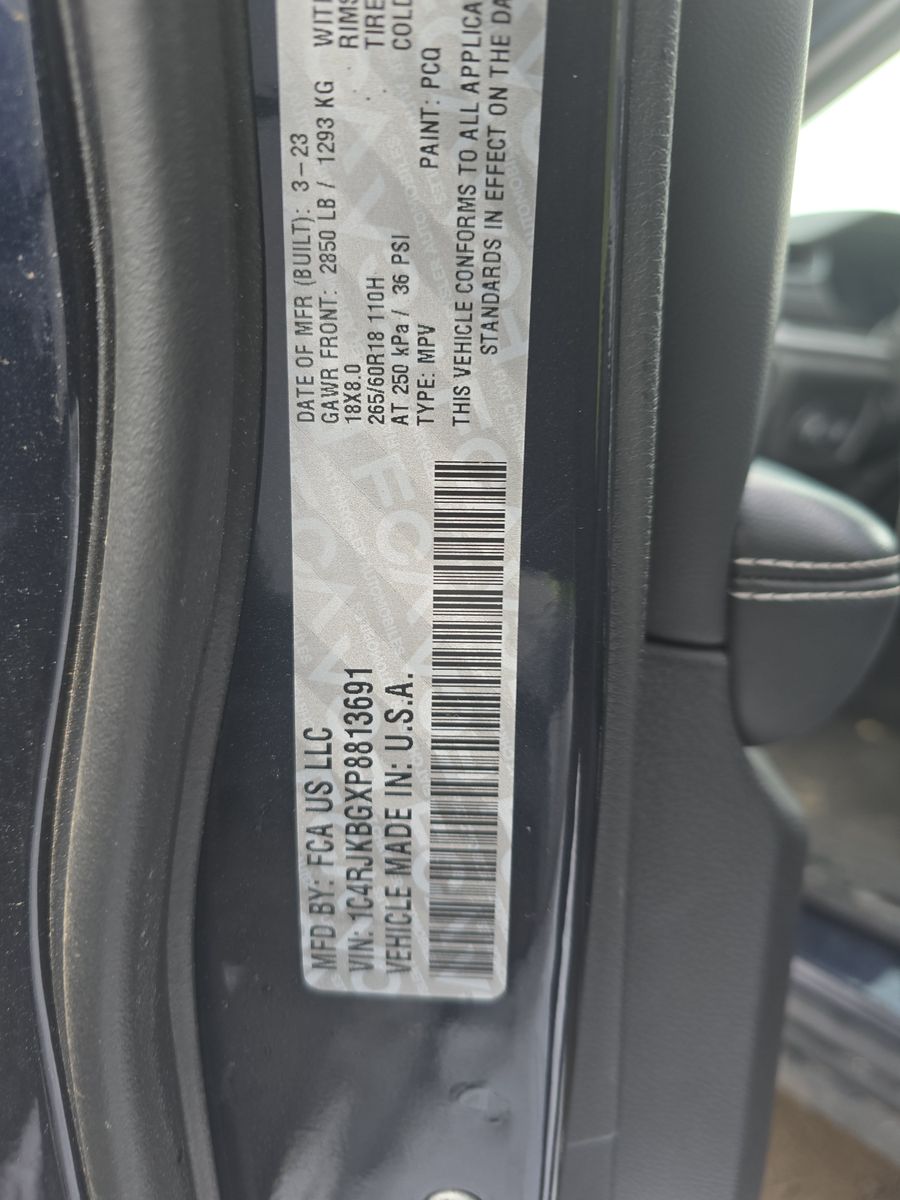 MFD BY: FCA US LLC
VIN: 1C4RJKBGXP8813691
VEHICLE MADE IN: U.S.A.
DATE OF MFR (BUILT): 3-23
GAWR FRONT: 2850 LB / 1293 KG WITH
18X8.0 RIMS
265/60R18 110H TIRE
AT 250 kPa / 36 PSI COLD
TYPE: MPV PAINT: PCQ
THIS VEHICLE CONFORMS TO ALL APPLICA
STANDARDS IN EFFECT ON THE DA